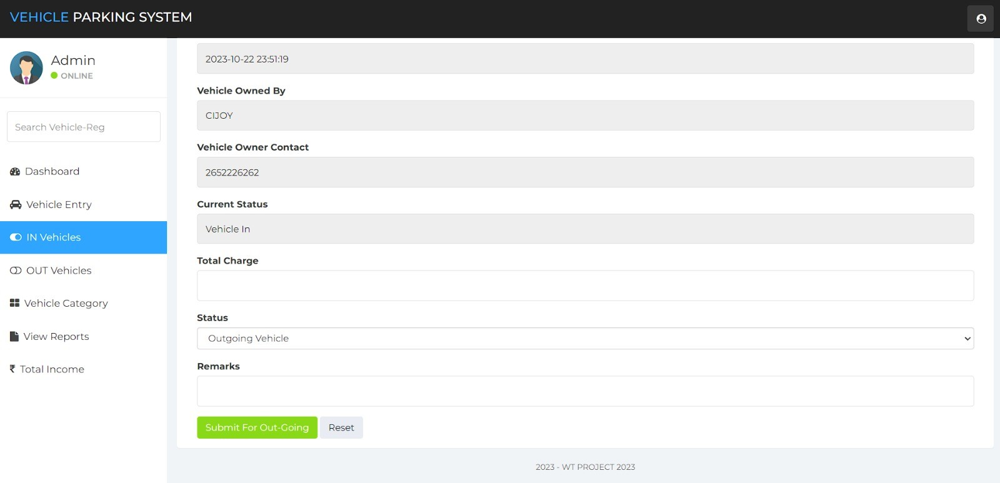 VEHICLE PARKING SYSTEM
Admin
ONLINE
Search Vehicle-Reg
Dashboard
Vehicle Entry
IN Vehicles
OUT Vehicles
Vehicle Category
View Reports
₹ Total Income
2023-10-22 23:51:19
Vehicle Owned By
CIJOY
Vehicle Owner Contact
2652226262
Current Status
Vehicle In
Total Charge
Status
Outgoing Vehicle
Remarks
Submit For Out-Going Reset
2023 - WT PROJECT 2023